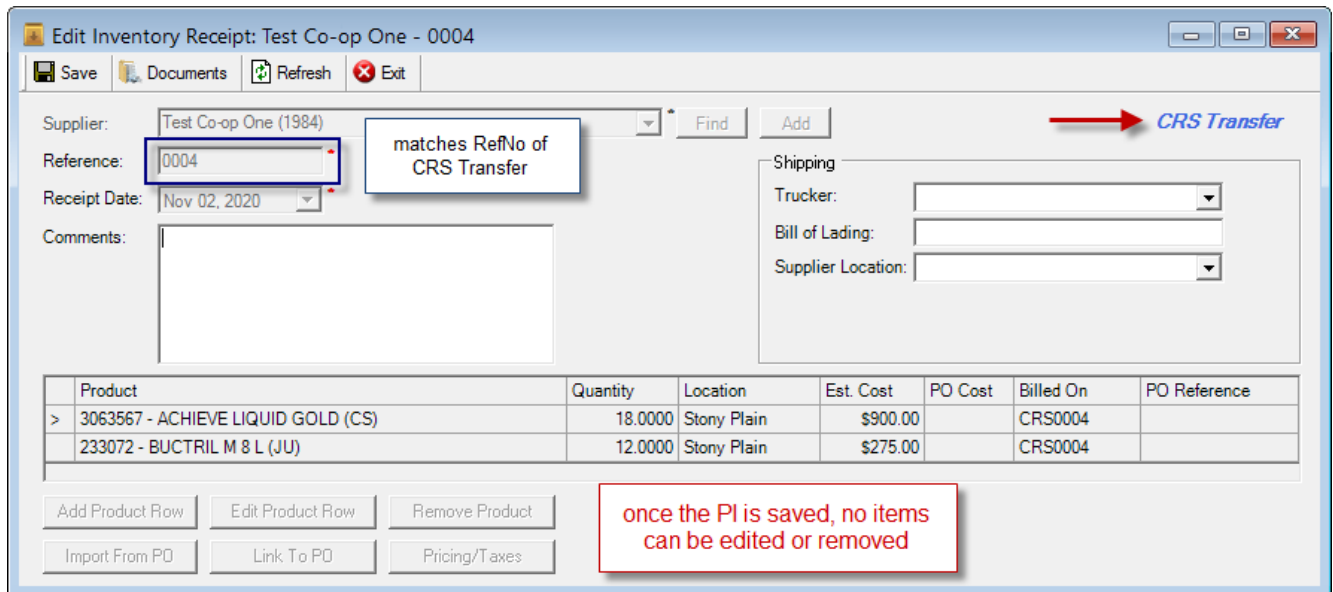 Edit Inventory Receipt: Test Co-op One - 0004
Save Documents Refresh Exit
Supplier: Test Co-op One (1984) * Find Add CRS Transfer
Reference: 0004 * matches RefNo of
CRS Transfer
Receipt Date: Nov 02, 2020 *
Comments:
Shipping
Trucker:
Bill of Lading:
Supplier Location:
Product Quantity Location Est. Cost PO Cost Billed On PO Reference
> 3063567 - ACHIEVE LIQUID GOLD (CS) 18.0000 Stony Plain $900.00 CRS0004
233072 - BUCTRIL M 8 L (JU) 12.0000 Stony Plain $275.00 CRS0004
Add Product Row Edit Product Row Remove Product
Import From PO Link To PO Pricing/Taxes
once the PI is saved, no items
can be edited or removed